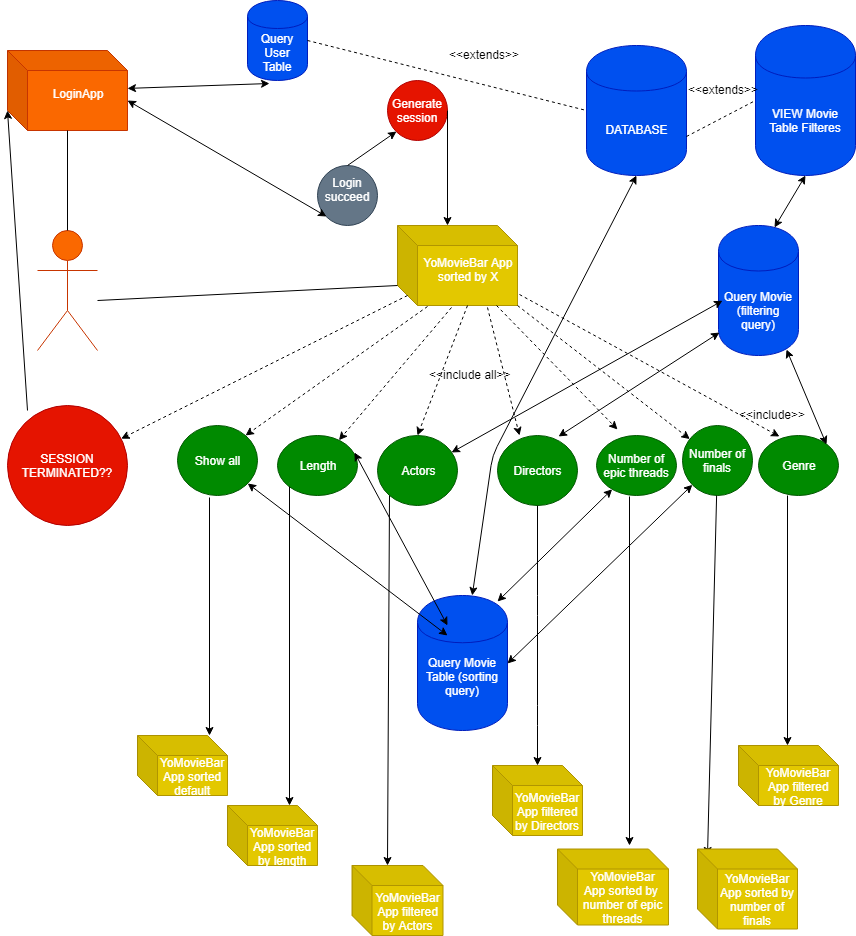 Query
User
Table
<<extends>>
LoginApp
<<extends>>
Generate
session
VIEW Movie
Table Filteres
DATABASE
Login
succeed
YoMovieBar App
sorted by X
Query Movie
(filtering
query)
<<include all>>
<<include>>
SESSION
TERMINATED??
Show all
Length
Actors
Directors
Number of
epic threads
Number of
finals
Genre
Query Movie
Table (sorting
query)
YoMovieBar
App sorted
default
YoMovieBar
App sorted
by length
YoMovieBar
App filtered
by Actors
YoMovieBar
App filtered
by Directors
YoMovieBar
App sorted by
number of epic
threads
YoMovieBar
App sorted by
number of
finals
YoMovieBar
App filtered
by Genre